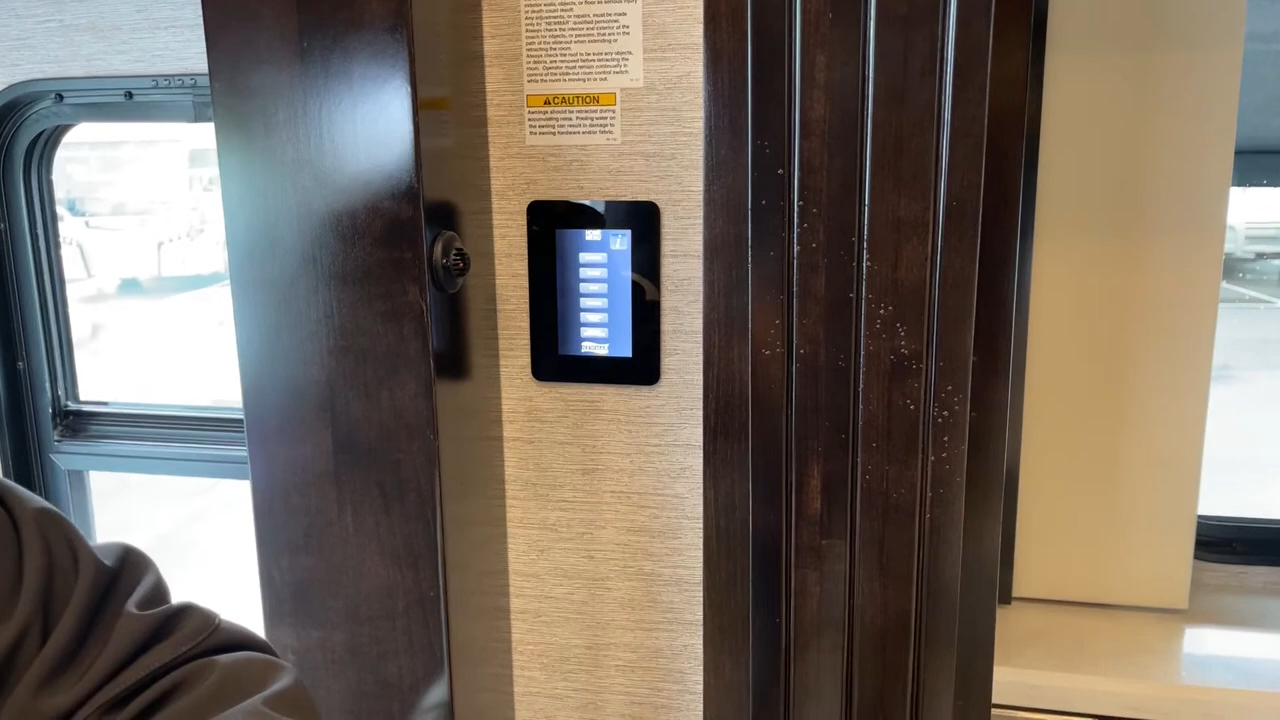 exterior walls, objects, or floor as serious injury
or death could result.
Any adjustments, or repairs, must be made
only by "NEWMAR" qualified personnel.
Always check the interior and exterior of the
coach for objects, or persons, that are in the
path of the slide-out when extending or
retracting the room.
Always check the roof to be sure any objects,
or debris, are removed before retracting the
room. Operator must remain continually in
control of the slide-out room control switch,
while the room is moving in or out.
CAUTION
Awnings should be retracted during
accumulating rains. Pooling water on
the awning can result in damage to
the awning hardware and/or fabric.
NEWMAR